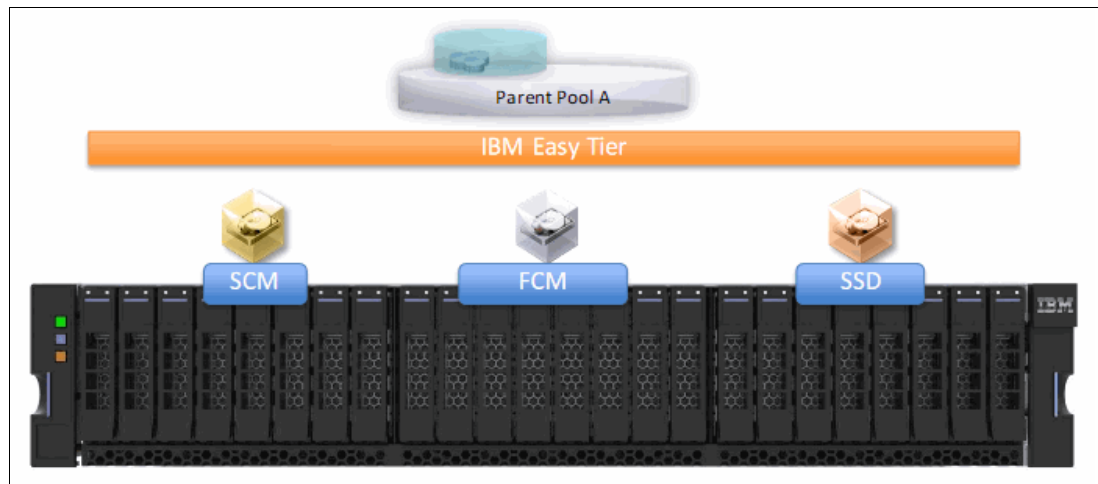 Parent Pool A
IBM Easy Tier
SCM
FCM
SSD
IBM